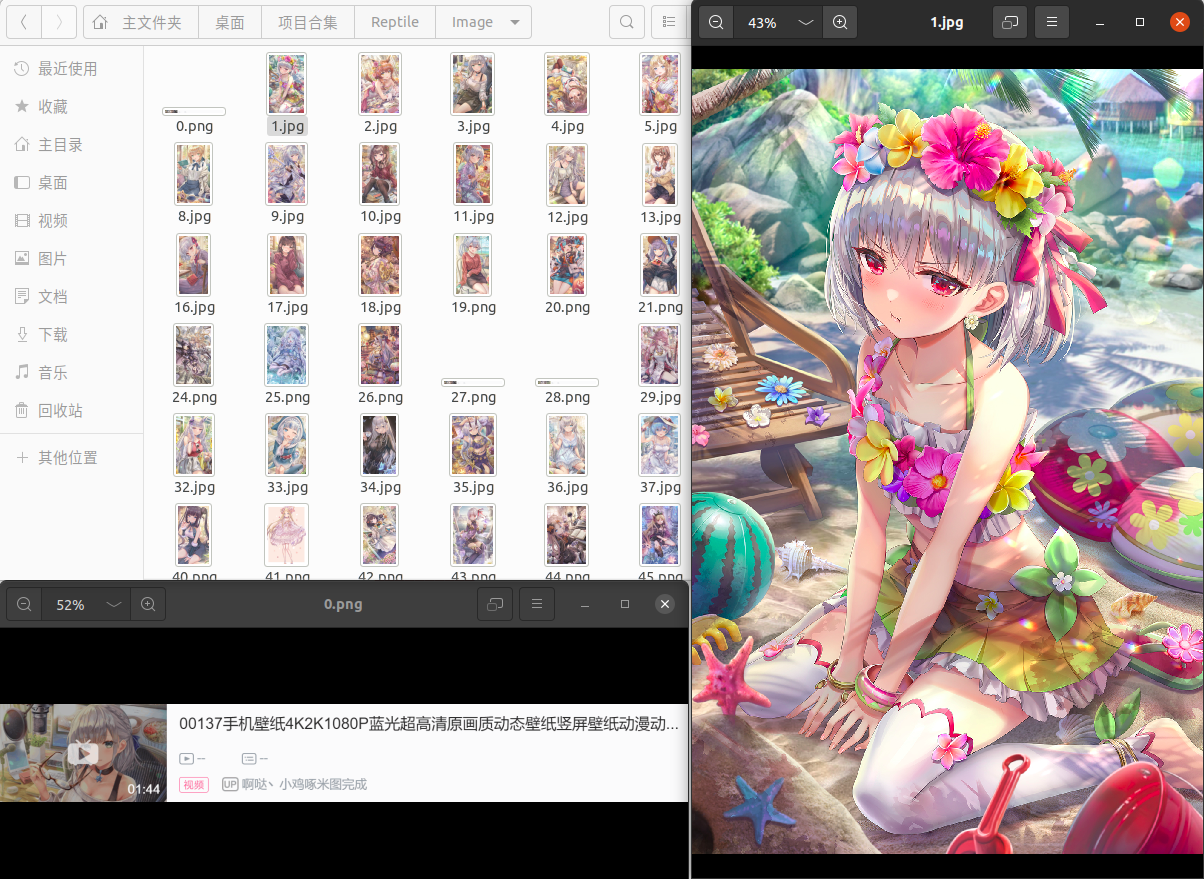 主文件夹 桌面 项目合集 Reptile Image
43% 1.jpg
最近使用
收藏
主目录
桌面
视频
图片
文档
下载
音乐
回收站
其他位置
0.png 1.jpg 2.jpg 3.jpg 4.jpg 5.jpg
8.jpg 9.jpg 10.jpg 11.jpg 12.jpg 13.jpg
16.jpg 17.jpg 18.jpg 19.png 20.png 21.png
24.png 25.png 26.png 27.png 28.png 29.jpg
32.jpg 33.jpg 34.jpg 35.jpg 36.jpg 37.jpg
40.png 41.png 42.png 43.png 44.png 45.png
52% 0.png
00137手机壁纸4K2K1080P蓝光超高清原画质动态壁纸竖屏壁纸动漫动...
-- --
01:44
视频 UP 啊哒丶小鸡啄米图完成